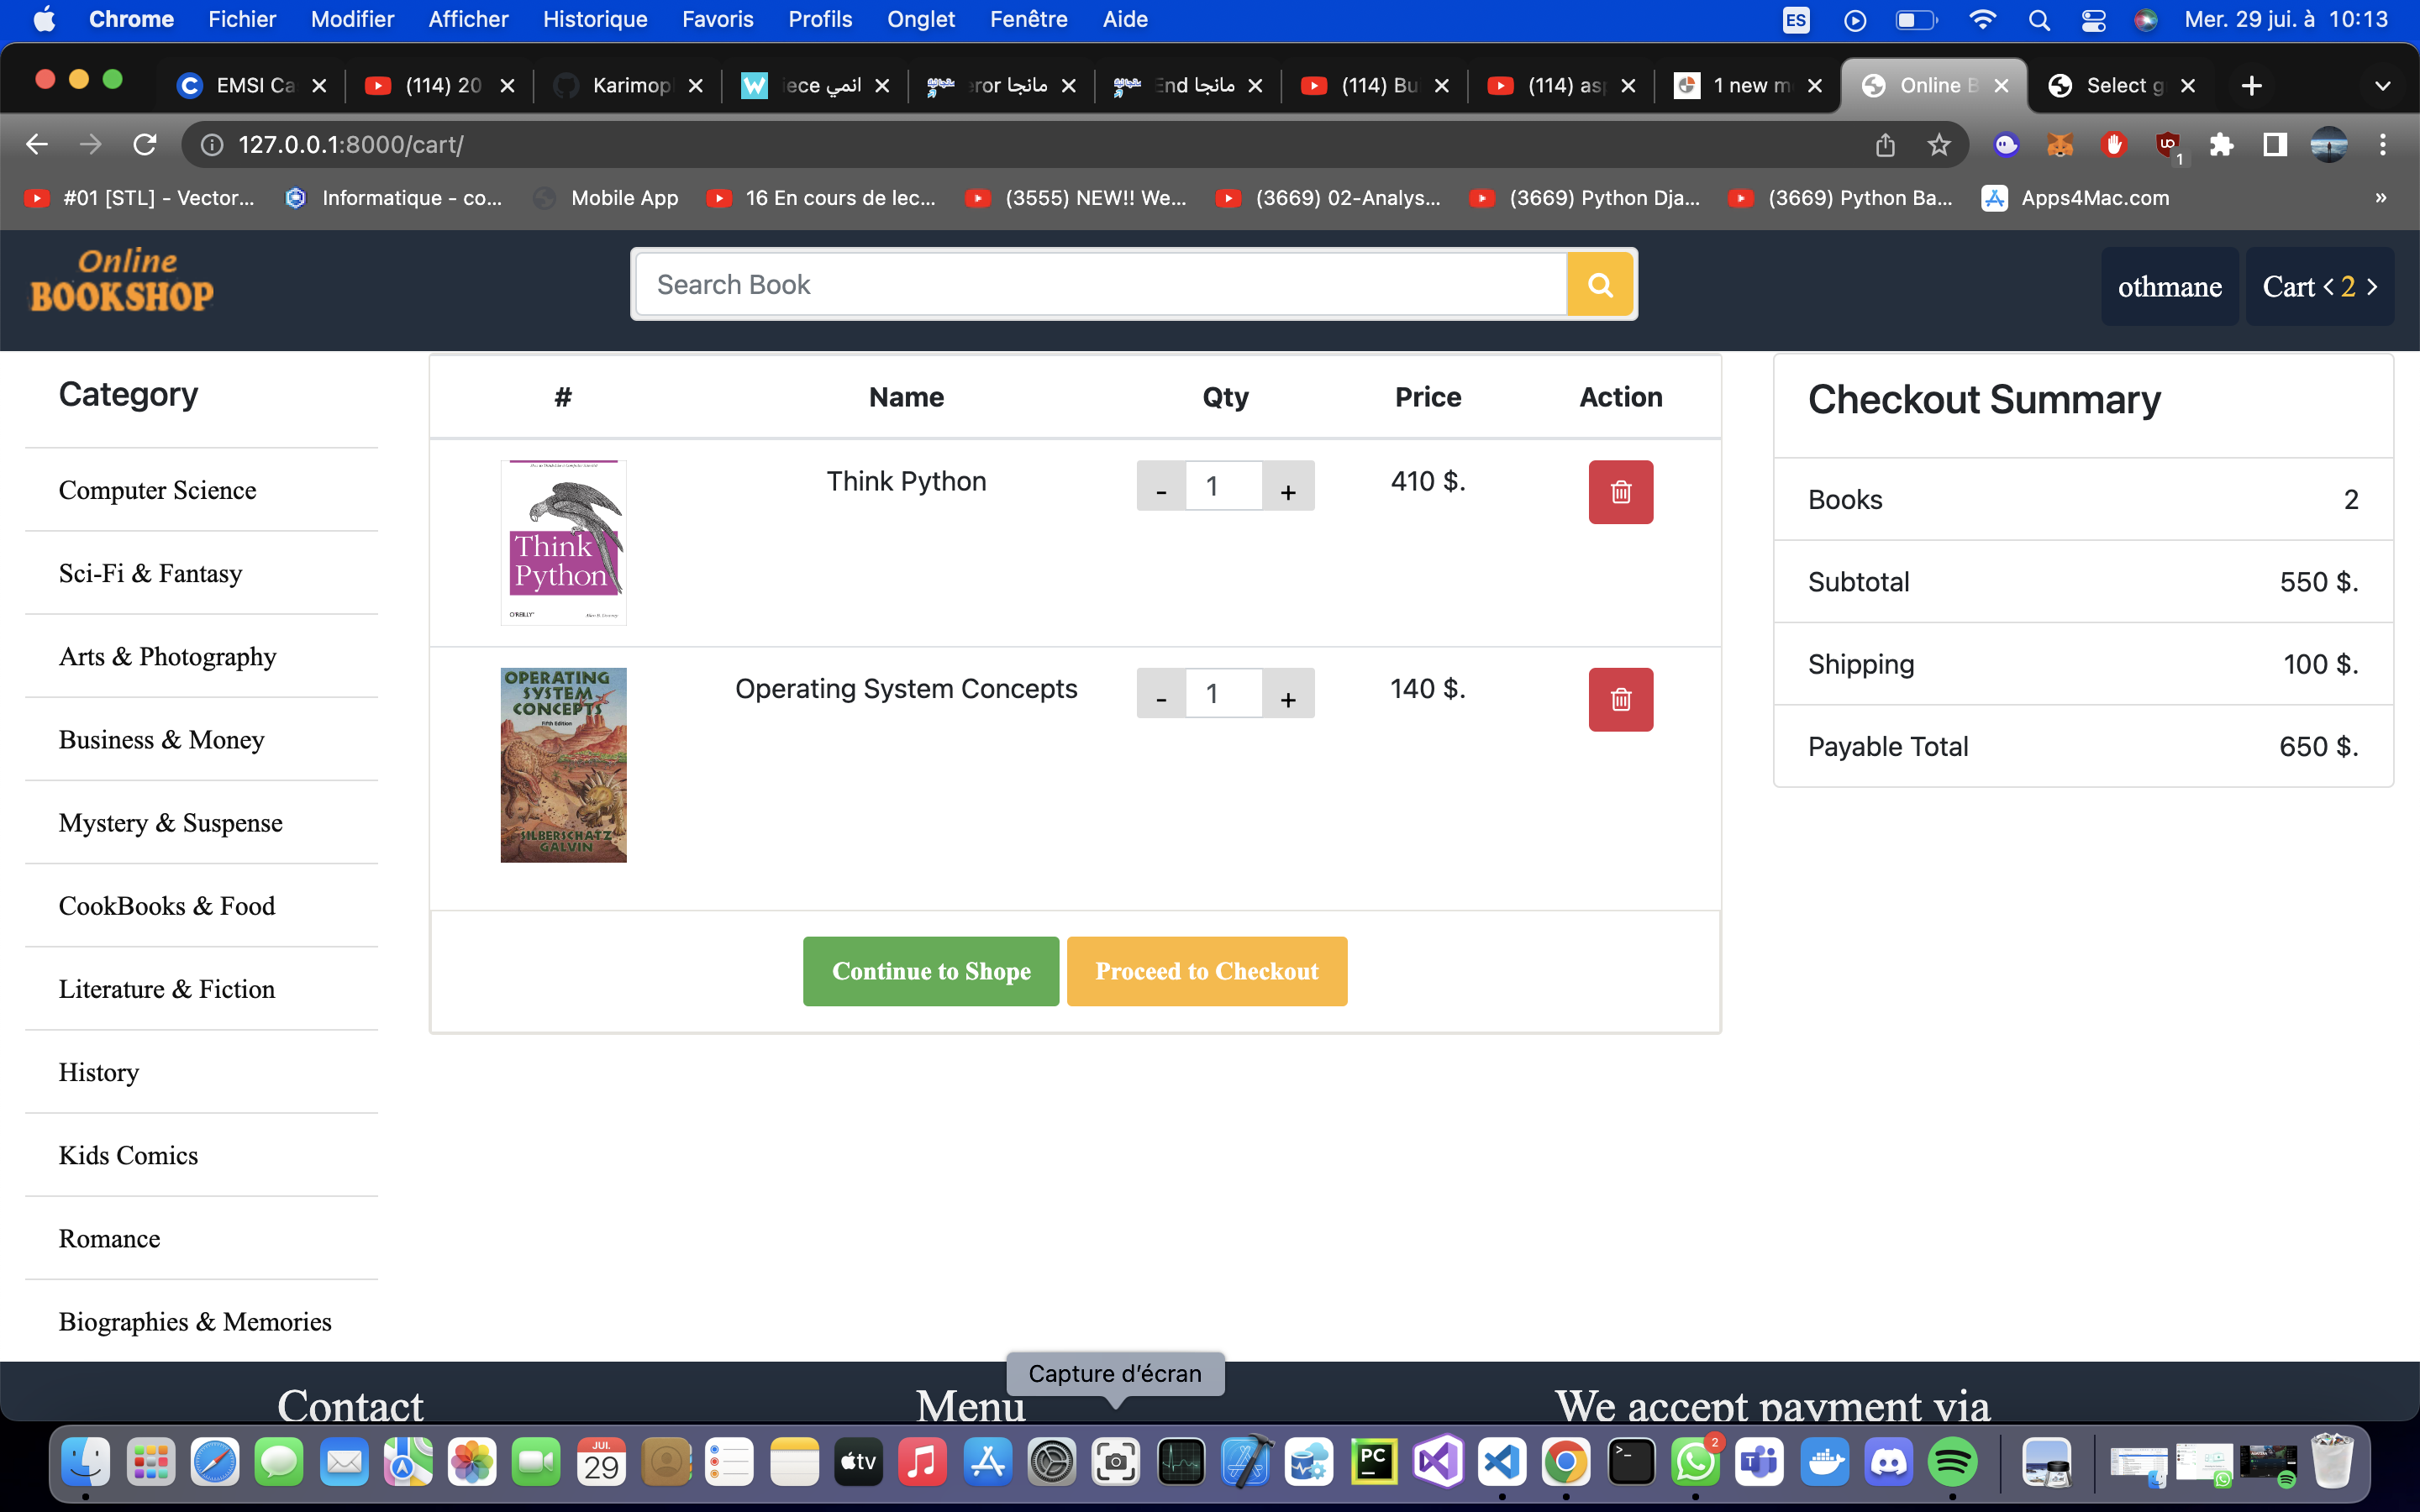 Chrome Fichier Modifier Afficher Historique Favoris Profils Onglet Fenêtre Aide ES Mer. 29 jui. à 10:13
EMSI Ca (114) 20 Karimop انمي iece مانجا eror مانجا End (114) Bu (114) as 1 new m Online B Select g
127.0.0.1:8000/cart/ 1
#01 [STL] - Vector... Informatique - co... Mobile App 16 En cours de lec... (3555) NEW!! We... (3669) 02-Analys... (3669) Python Dja... (3669) Python Ba... Apps4Mac.com »
Online
BOOKSHOP
Search Book
othmane Cart < 2 >
Category
Computer Science
Sci-Fi & Fantasy
Arts & Photography
Business & Money
Mystery & Suspense
CookBooks & Food
Literature & Fiction
History
Kids Comics
Romance
Biographies & Memories
# Name Qty Price Action
Think
Python
O'REILLY
Think Python - 1 + 410 $.
OPERATING
SYSTEM
CONCEPTS
Fifth Edition
SILBERSCHATZ
GALVIN
Operating System Concepts - 1 + 140 $.
Continue to Shope Proceed to Checkout
Checkout Summary
Books 2
Subtotal 550 $.
Shipping 100 $.
Payable Total 650 $.
Capture d'écran
Contact Menu We accept payment via
JUI.
29
tv
PC
2